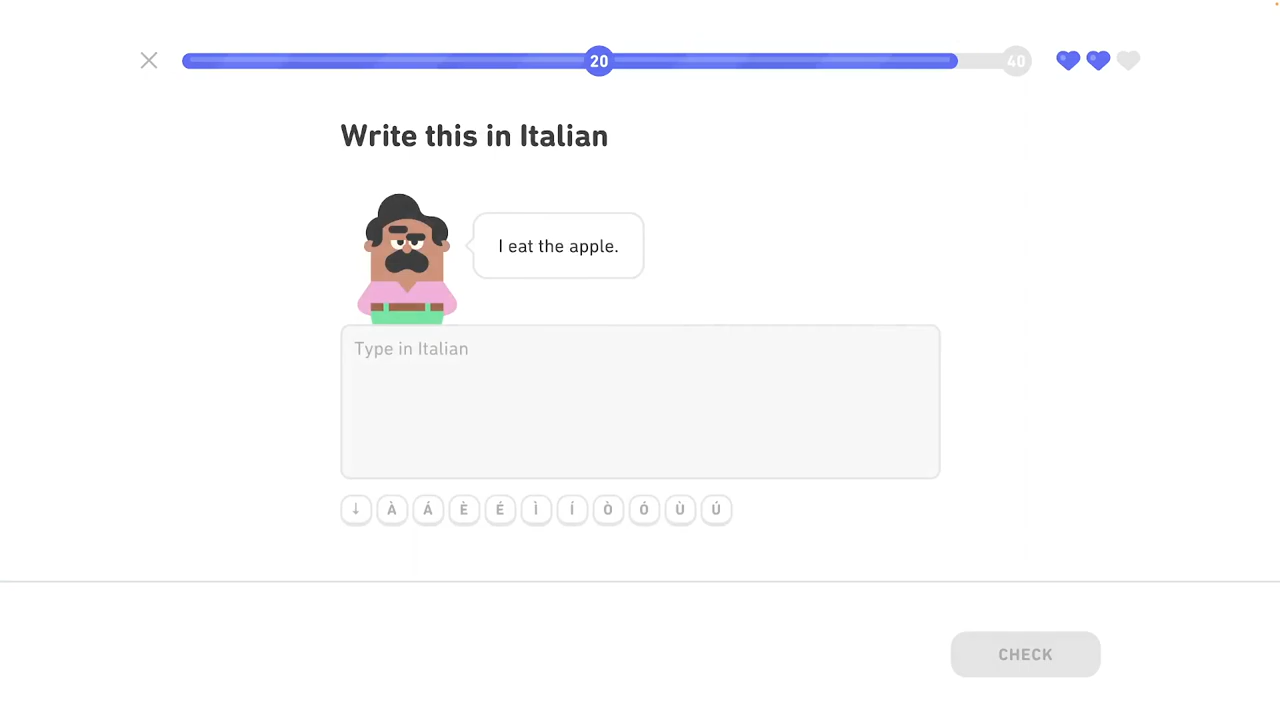 20
40
Write this in Italian
I eat the apple.
Type in Italian
↓ À Á È É Ì Í Ò Ó Ù Ú
CHECK